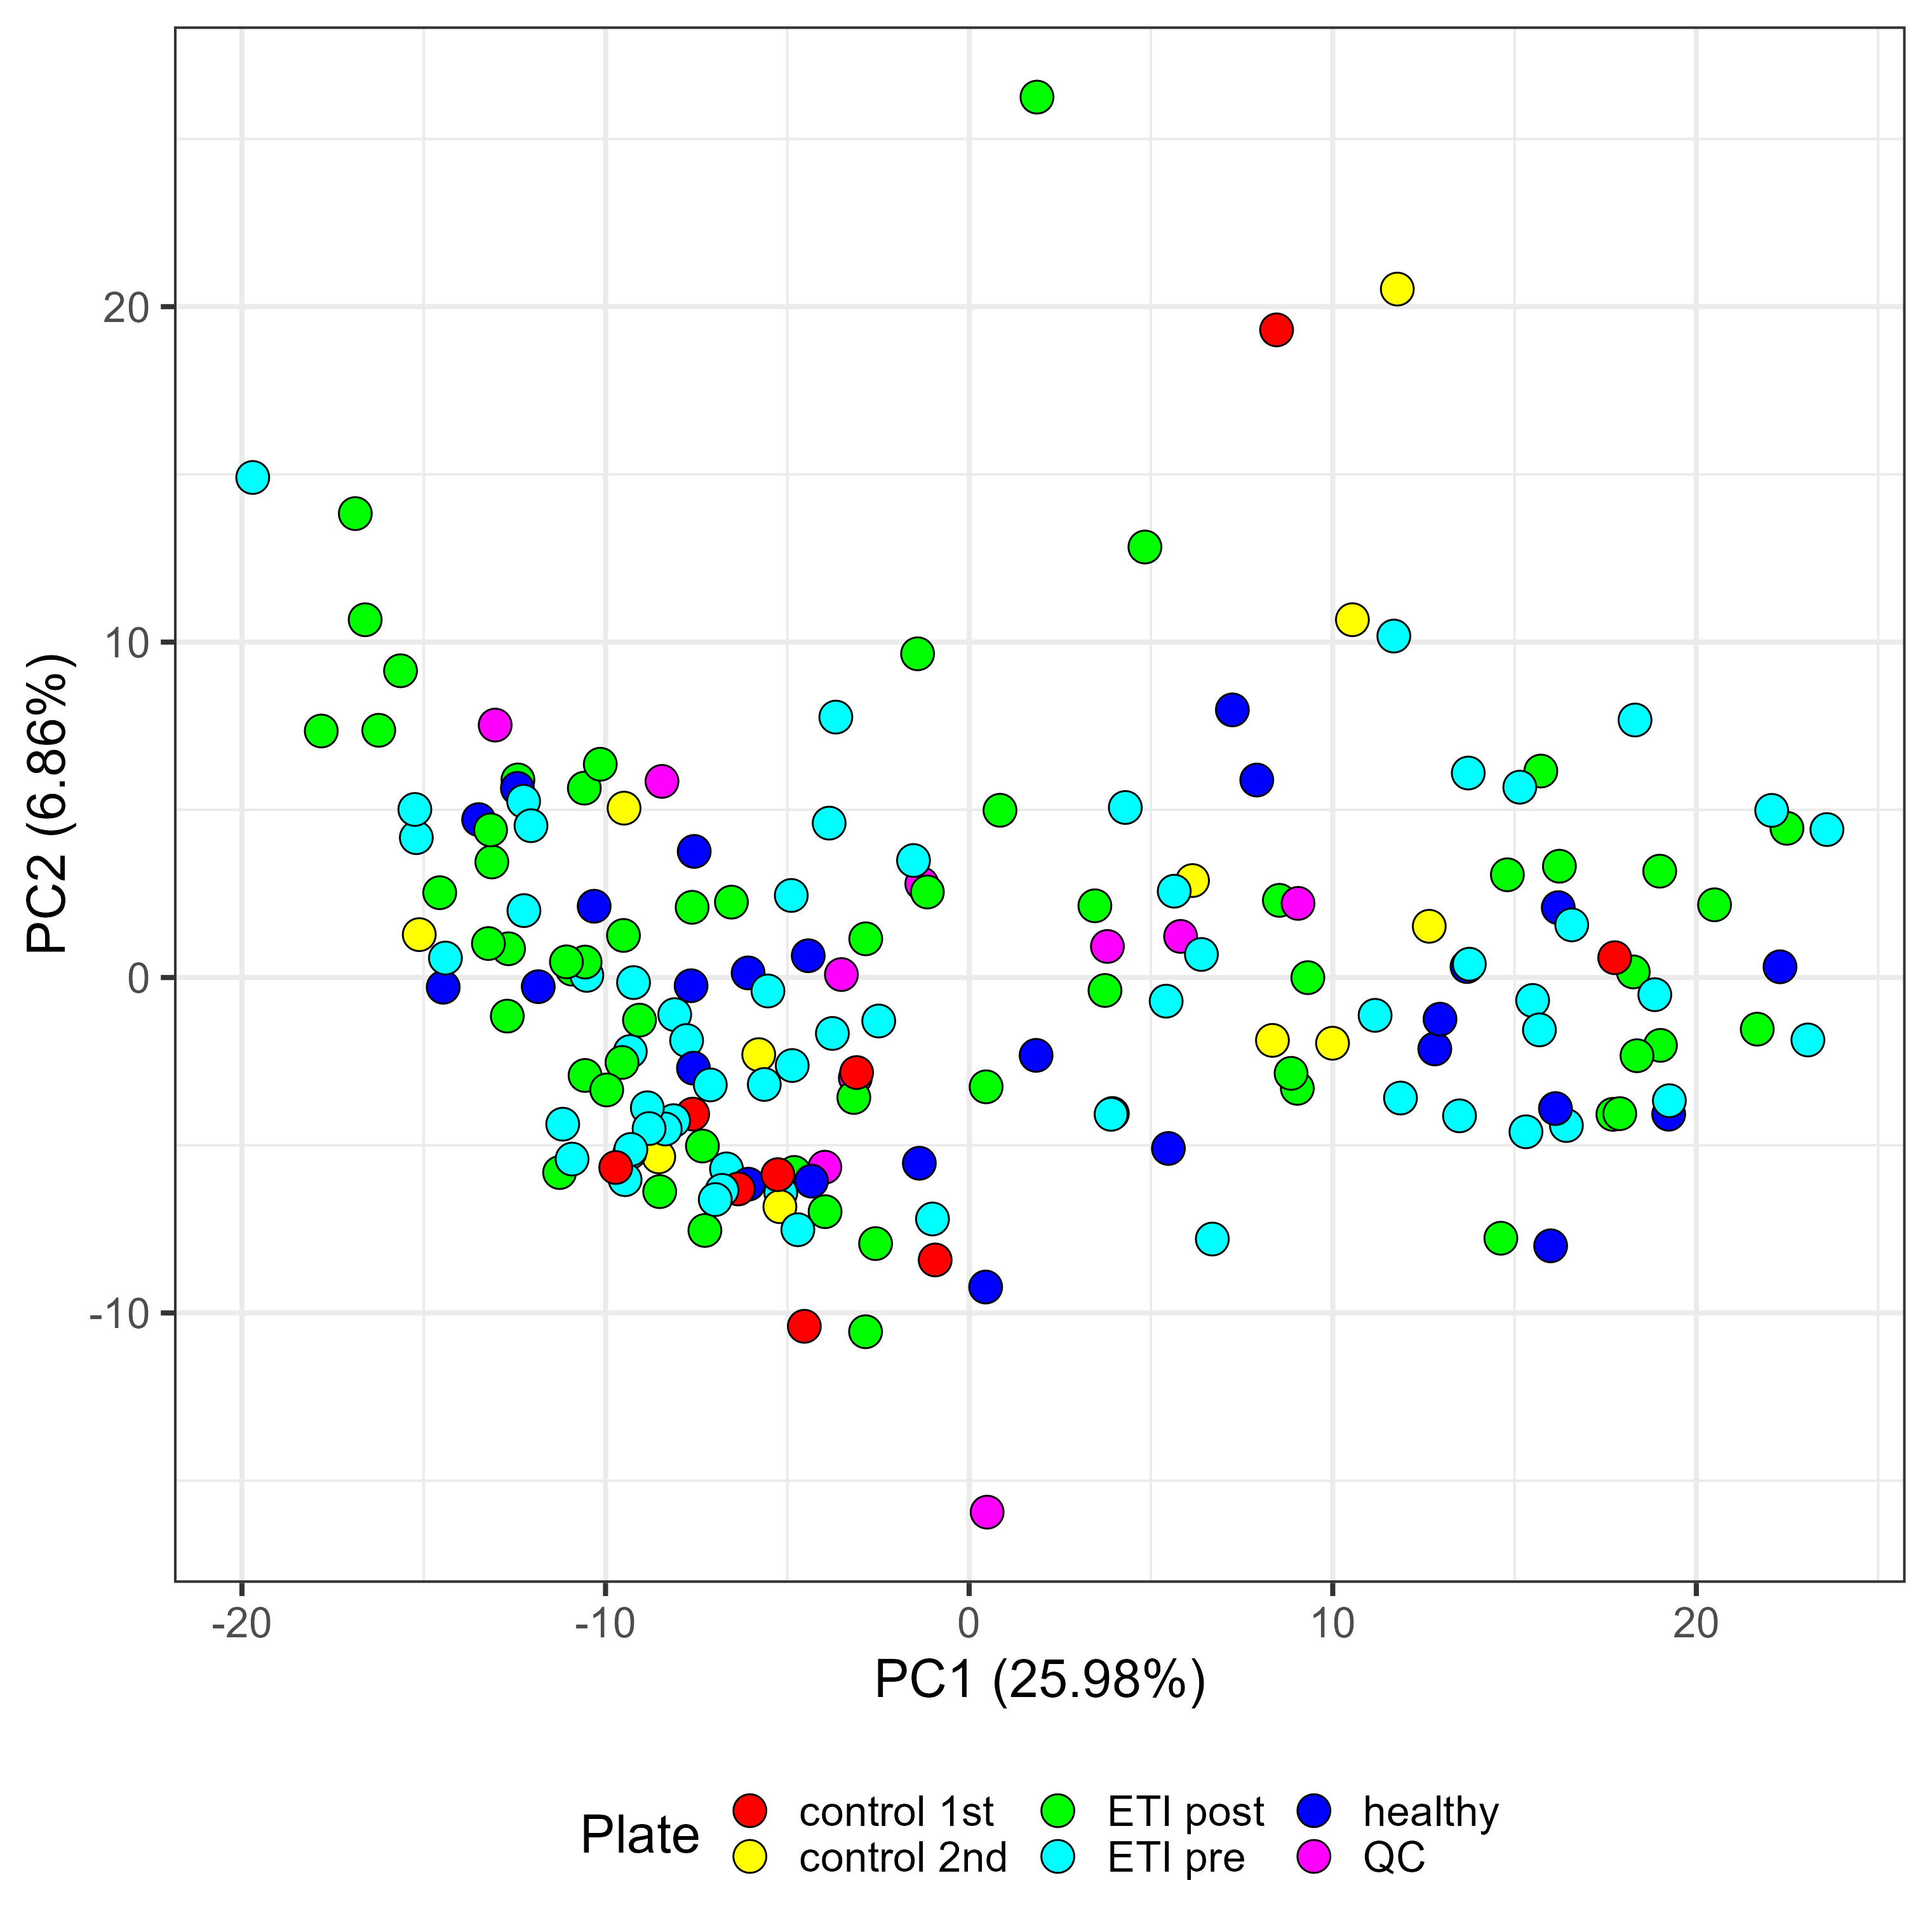 PC2 (6.86%)
20
10
0
-10
-20 -10 0 10 20
PC1 (25.98%)
Plate
control 1st ETI post healthy
control 2nd ETI pre QC